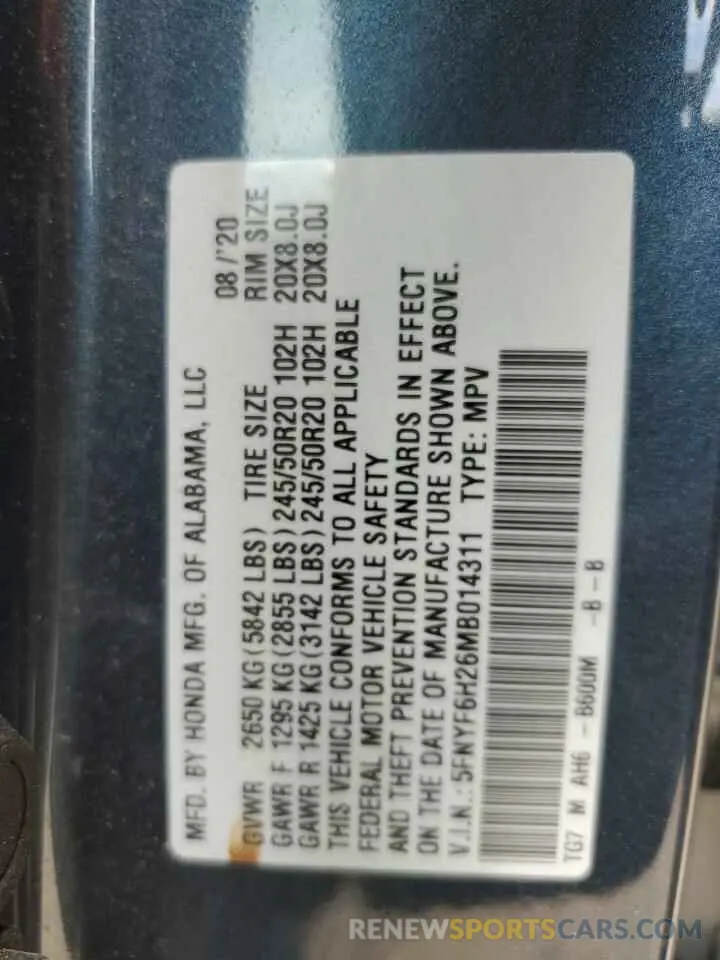 MFD. BY HONDA MFG. OF ALABAMA, LLC
08/'20
GVWR 2650 KG(5842 LBS) TIRE SIZE RIM SIZE
GAWR F 1295 KG(2855 LBS)245/50R20 102H 20X8.0J
GAWR R 1425 KG(3142 LBS)245/50R20 102H 20X8.0J
THIS VEHICLE CONFORMS TO ALL APPLICABLE
FEDERAL MOTOR VEHICLE SAFETY
AND THEFT PREVENTION STANDARDS IN EFFECT
ON THE DATE OF MANUFACTURE SHOWN ABOVE.
V.I.N.:5FNYF6H26MB014311 TYPE: MPV
TG7 M AH6 -B600M -B-B
RENEWSPORTSCARS.COM